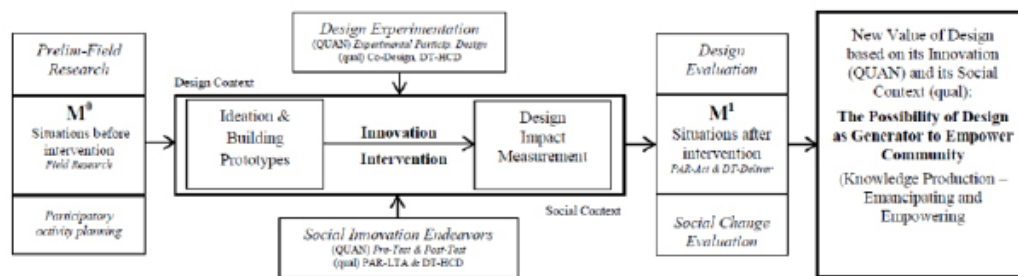 Prelim-Field
Research
M⁰
Situations before
intervention
Field Research
Participatory
activity planning
Design Experimentation
(QUAN) Experimental Particip. Design
(qual) Co-Design, DT-HCD
Design Context
Ideation &
Building
Prototypes
Innovation
Intervention
Design
Impact
Measurement
Social Context
Social Innovation Endeavors
(QUAN) Pre-Test & Post-Test
(qual) PAR-LTA & DT-HCD
Design
Evaluation
M¹
Situations after
intervention
PAR-Act & DT-Deliver
Social Change
Evaluation
New Value of Design
based on its Innovation
(QUAN) and its Social
Context (qual):
The Possibility of Design
as Generator to Empower
Community
(Knowledge Production –
Emancipating and
Empowering